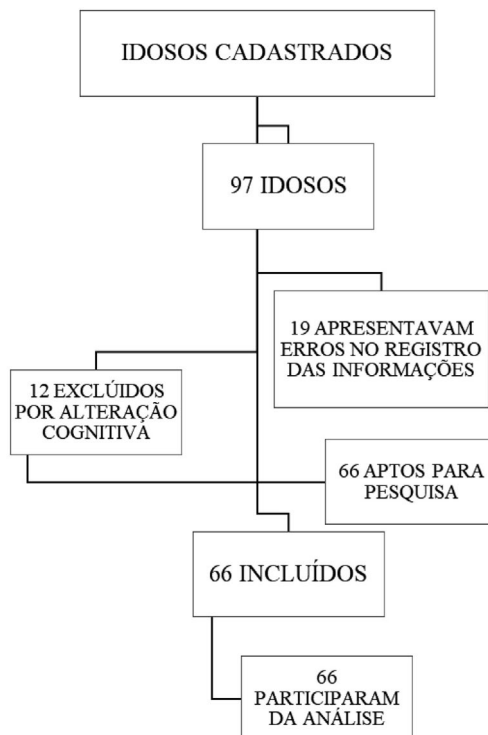 IDOSOS CADASTRADOS
97 IDOSOS
19 APRESENTAVAM
ERROS NO REGISTRO
DAS INFORMAÇÕES
12 EXCLÚIDOS
POR ALTERAÇÃO
COGNITIVA
66 APTOS PARA
PESQUISA
66 INCLUÍDOS
66
PARTICIPARAM
DA ANÁLISE